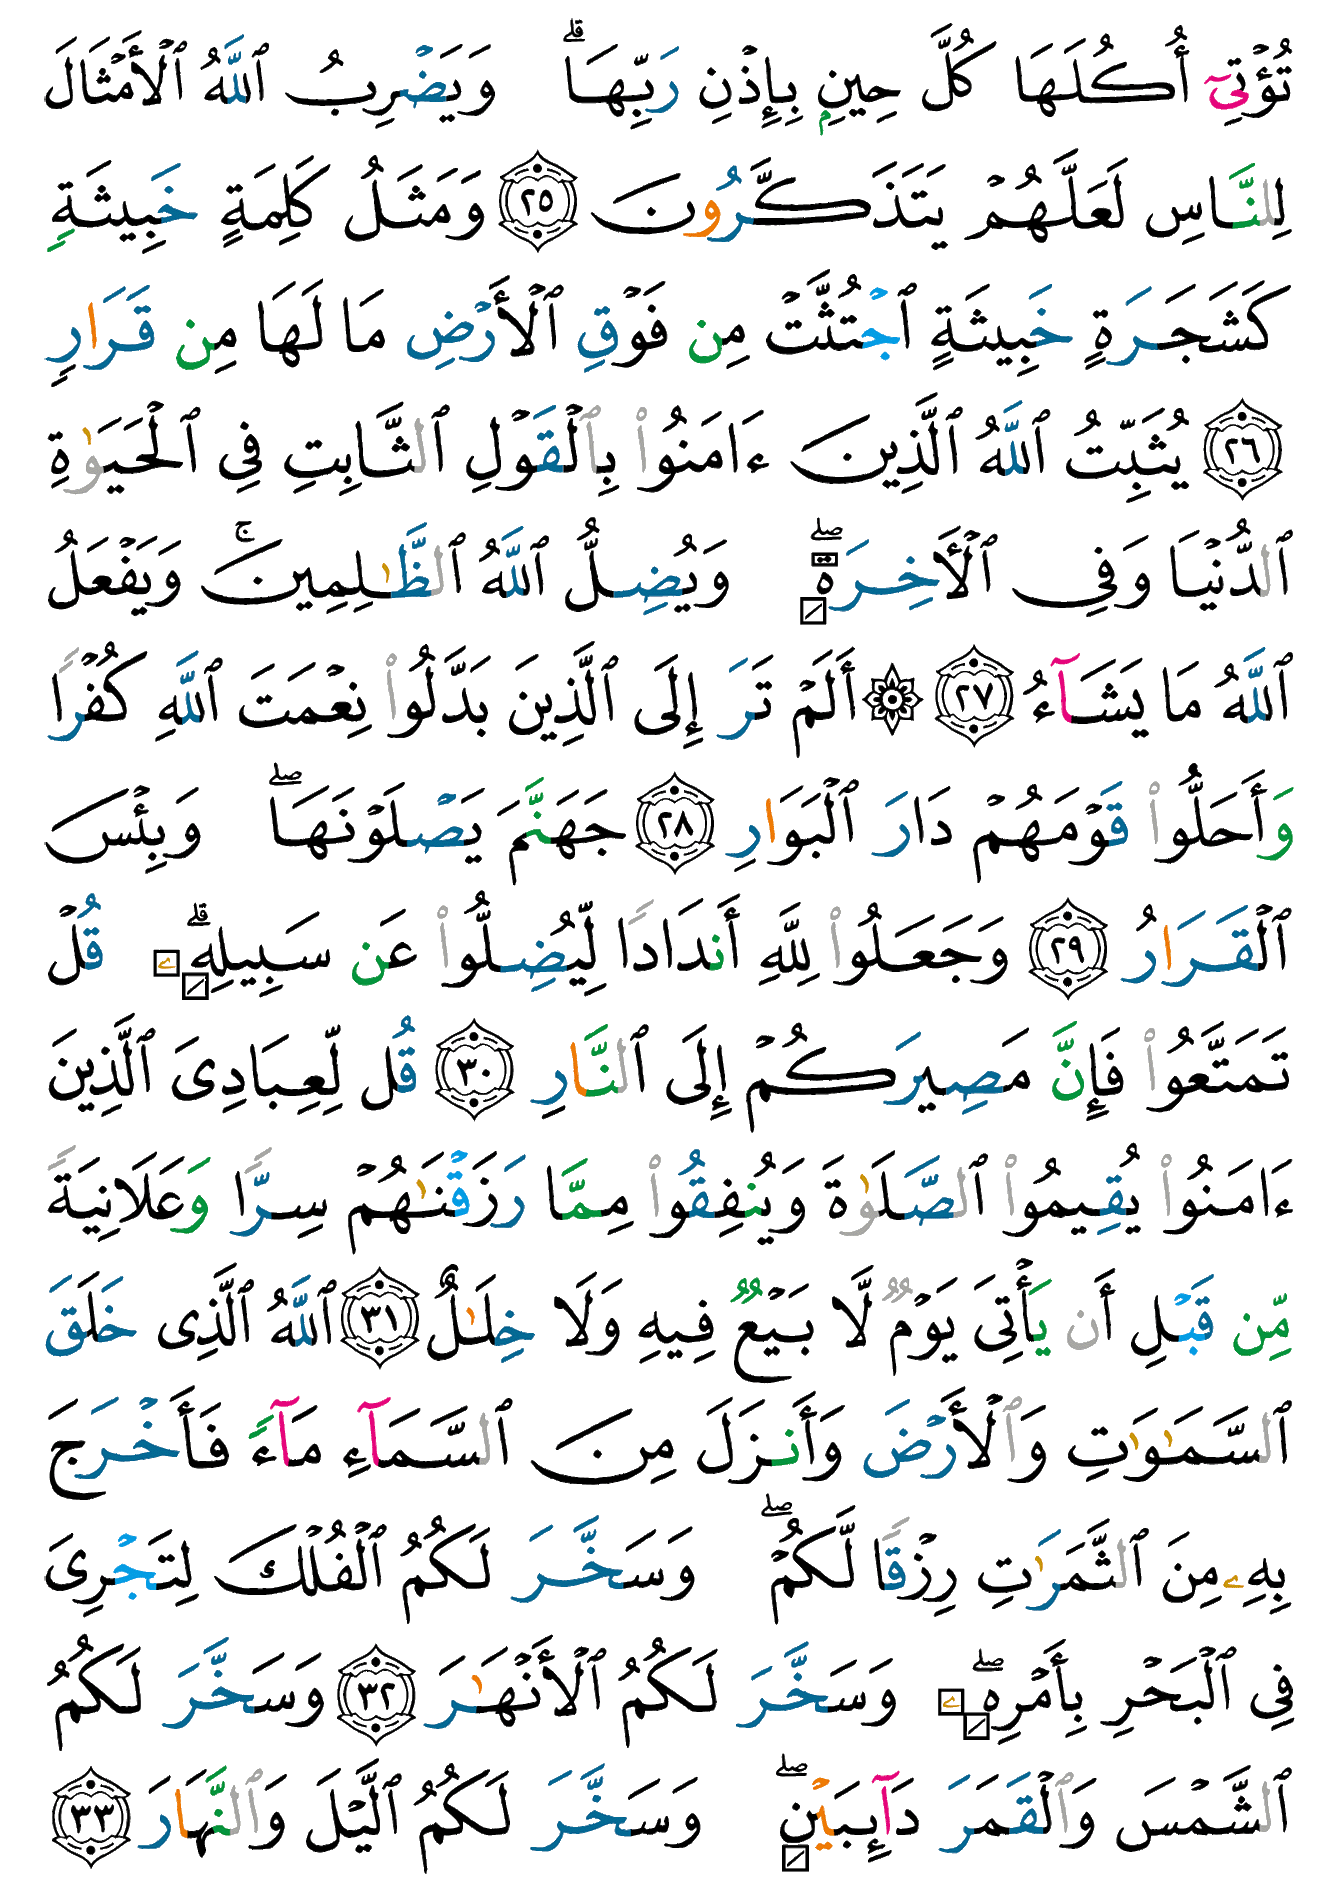 تُؤْتِىٓ أُكُلَهَا كُلَّ حِينٍۭ بِإِذْنِ رَبِّهَا ۗ وَيَضْرِبُ ٱللَّهُ ٱلْأَمْثَالَ
لِلنَّاسِ لَعَلَّهُمْ يَتَذَكَّرُونَ ٢٥ وَمَثَلُ كَلِمَةٍ خَبِيثَةٍ
كَشَجَرَةٍ خَبِيثَةٍ ٱجْتُثَّتْ مِن فَوْقِ ٱلْأَرْضِ مَا لَهَا مِن قَرَارٍ
٢٦ يُثَبِّتُ ٱللَّهُ ٱلَّذِينَ ءَامَنُوا۟ بِٱلْقَوْلِ ٱلثَّابِتِ فِى ٱلْحَيَوٰةِ
ٱلدُّنْيَا وَفِى ٱلْأَخِرَة ۖ وَيُضِلُّ ٱللَّهُ ٱلظَّٰلِمِينَ ۚ وَيَفْعَلُ
ٱللَّهُ مَا يَشَآءُ ٢٧ ۞ أَلَمْ تَرَ إِلَى ٱلَّذِينَ بَدَّلُوا۟ نِعْمَتَ ٱللَّهِ كُفْرًا
وَأَحَلُّوا۟ قَوْمَهُمْ دَارَ ٱلْبَوَارِ ٢٨ جَهَنَّمَ يَصْلَوْنَهَا ۖ وَبِئْسَ
ٱلْقَرَارُ ٢٩ وَجَعَلُوا۟ لِلَّهِ أَندَادًا لِّيُضِلُّوا۟ عَن سَبِيلِهِۦ ۗ قُلْ
تَمَتَّعُوا۟ فَإِنَّ مَصِيرَكُمْ إِلَى ٱلنَّارِ ٣٠ قُل لِّعِبَادِىَ ٱلَّذِينَ
ءَامَنُوا۟ يُقِيمُوا۟ ٱلصَّلَوٰةَ وَيُنفِقُوا۟ مِمَّا رَزَقْنَٰهُمْ سِرًّا وَعَلَانِيَةً
مِّن قَبْلِ أَن يَأْتِىَ يَوْمٌ لَّا بَيْعٌ فِيهِ وَلَا خِلَٰلٌ ٣١ ٱللَّهُ ٱلَّذِى خَلَقَ
ٱلسَّمَٰوَٰتِ وَٱلْأَرْضَ وَأَنزَلَ مِنَ ٱلسَّمَآءِ مَآءً فَأَخْرَجَ
بِهِۦ مِنَ ٱلثَّمَرَٰتِ رِزْقًا لَّكُمْ ۖ وَسَخَّرَ لَكُمُ ٱلْفُلْكَ لِتَجْرِىَ
فِى ٱلْبَحْرِ بِأَمْرِهِۦ ۖ وَسَخَّرَ لَكُمُ ٱلْأَنْهَٰرَ ٣٢ وَسَخَّرَ لَكُمُ
ٱلشَّمْسَ وَٱلْقَمَرَ دَآئِبَيْنِ ۖ وَسَخَّرَ لَكُمُ ٱلَّيْلَ وَٱلنَّهَارَ ٣٣